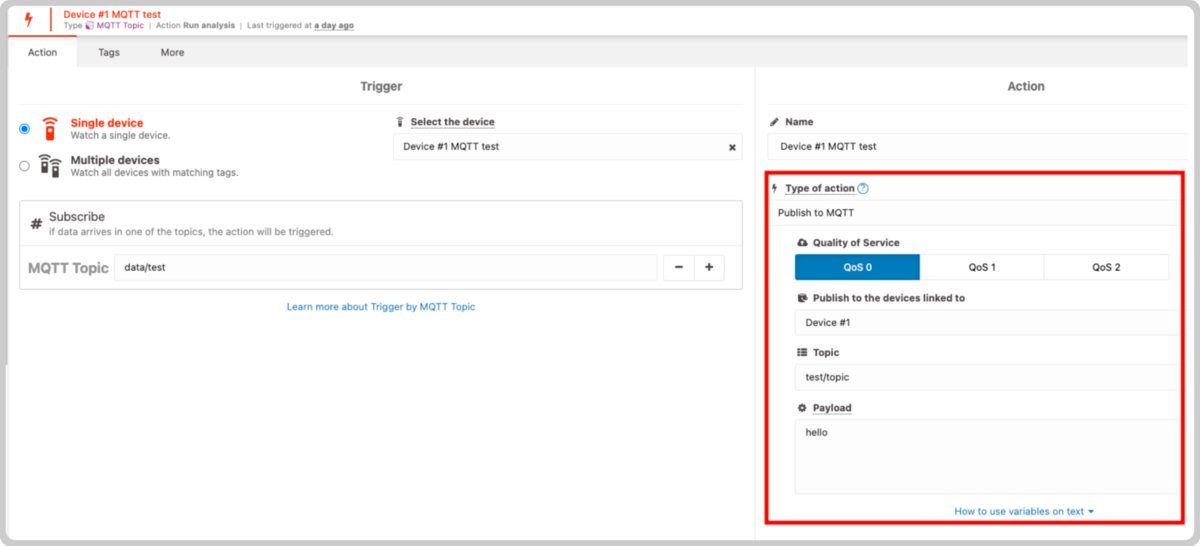 Device #1 MQTT test
Type MQTT Topic | Action Run analysis | Last triggered at a day ago
Action Tags More
Trigger
Single device
Watch a single device.
Multiple devices
Watch all devices with matching tags.
Select the device
Device #1 MQTT test
Subscribe
if data arrives in one of the topics, the action will be triggered.
MQTT Topic data/test
Learn more about Trigger by MQTT Topic
Action
Name
Device #1 MQTT test
Type of action
Publish to MQTT
Quality of Service
QoS 0 QoS 1 QoS 2
Publish to the devices linked to
Device #1
Topic
test/topic
Payload
hello
How to use variables on text